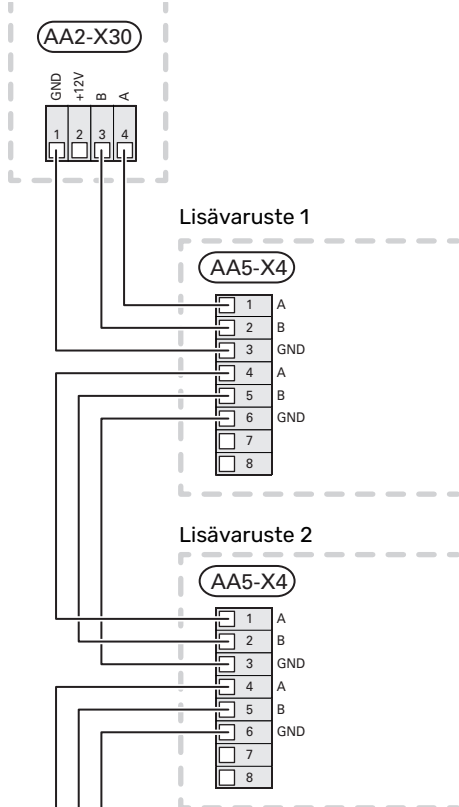 AA2-X30
GND +12V B A
1 2 3 4
Lisävaruste 1
AA5-X4
1 A
2 B
3 GND
4 A
5 B
6 GND
7
8
Lisävaruste 2
AA5-X4
1 A
2 B
3 GND
4 A
5 B
6 GND
7
8